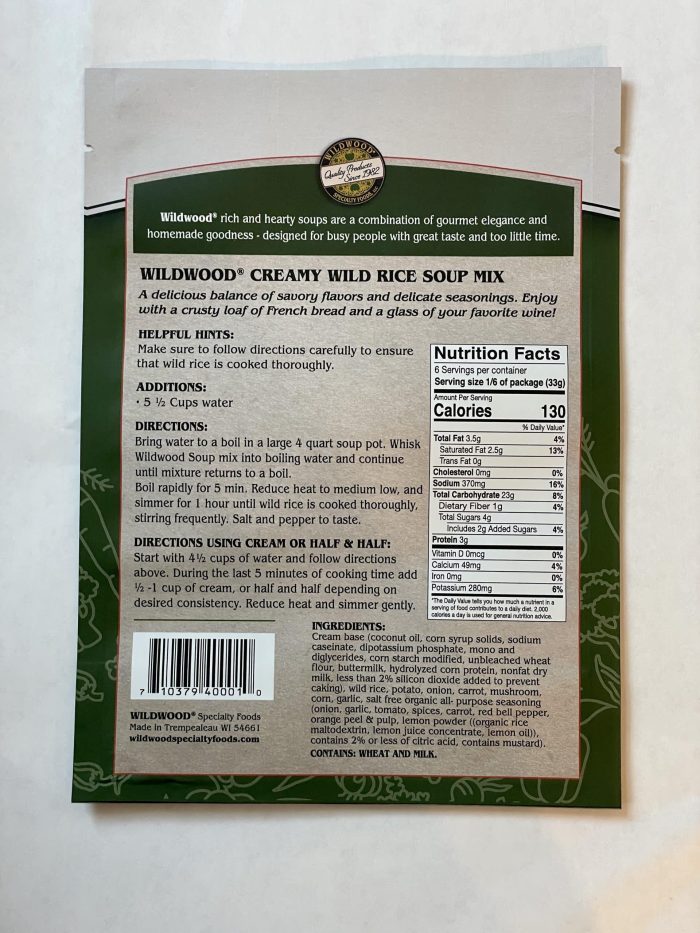 WILDWOOD®
Quality Products
Since 1982
SPECIALTY FOODS, LLC
Wildwood® rich and hearty soups are a combination of gourmet elegance and
homemade goodness - designed for busy people with great taste and too little time.
WILDWOOD® CREAMY WILD RICE SOUP MIX
A delicious balance of savory flavors and delicate seasonings. Enjoy
with a crusty loaf of French bread and a glass of your favorite wine!
HELPFUL HINTS:
Make sure to follow directions carefully to ensure
that wild rice is cooked thoroughly.
ADDITIONS:
• 5 ½ Cups water
DIRECTIONS:
Bring water to a boil in a large 4 quart soup pot. Whisk
Wildwood Soup mix into boiling water and continue
until mixture returns to a boil.
Boil rapidly for 5 min. Reduce heat to medium low, and
simmer for 1 hour until wild rice is cooked thoroughly,
stirring frequently. Salt and pepper to taste.
DIRECTIONS USING CREAM OR HALF & HALF:
Start with 4½ cups of water and follow directions
above. During the last 5 minutes of cooking time add
½ -1 cup of cream, or half and half depending on
desired consistency. Reduce heat and simmer gently.
Nutrition Facts
6 Servings per container
Serving size 1/6 of package (33g)
Amount Per Serving
Calories 130
% Daily Value*
Total Fat 3.5g 4%
Saturated Fat 2.5g 13%
Trans Fat 0g
Cholesterol 0mg 0%
Sodium 370mg 16%
Total Carbohydrate 23g 8%
Dietary Fiber 1g 4%
Total Sugars 4g
Includes 2g Added Sugars 4%
Protein 3g
Vitamin D 0mcg 0%
Calcium 49mg 4%
Iron 0mg 0%
Potassium 280mg 6%
*The Daily Value tells you how much a nutrient in a
serving of food contributes to a daily diet. 2,000
calories a day is used for general nutrition advice.
7 10379 40001 0
WILDWOOD® Specialty Foods
Made in Trempealeau WI 54661
wildwoodspecialtyfoods.com
INGREDIENTS:
Cream base (coconut oil, corn syrup solids, sodium
caseinate, dipotassium phosphate, mono and
diglycerides, corn starch modified, unbleached wheat
flour, buttermilk, hydrolyzed corn protein, nonfat dry
milk, less than 2% silicon dioxide added to prevent
caking), wild rice, potato, onion, carrot, mushroom,
corn, garlic, salt free organic all- purpose seasoning
(onion, garlic, tomato, spices, carrot, red bell pepper,
orange peel & pulp, lemon powder ((organic rice
maltodextrin, lemon juice concentrate, lemon oil)),
contains 2% or less of citric acid, contains mustard).
CONTAINS: WHEAT AND MILK.